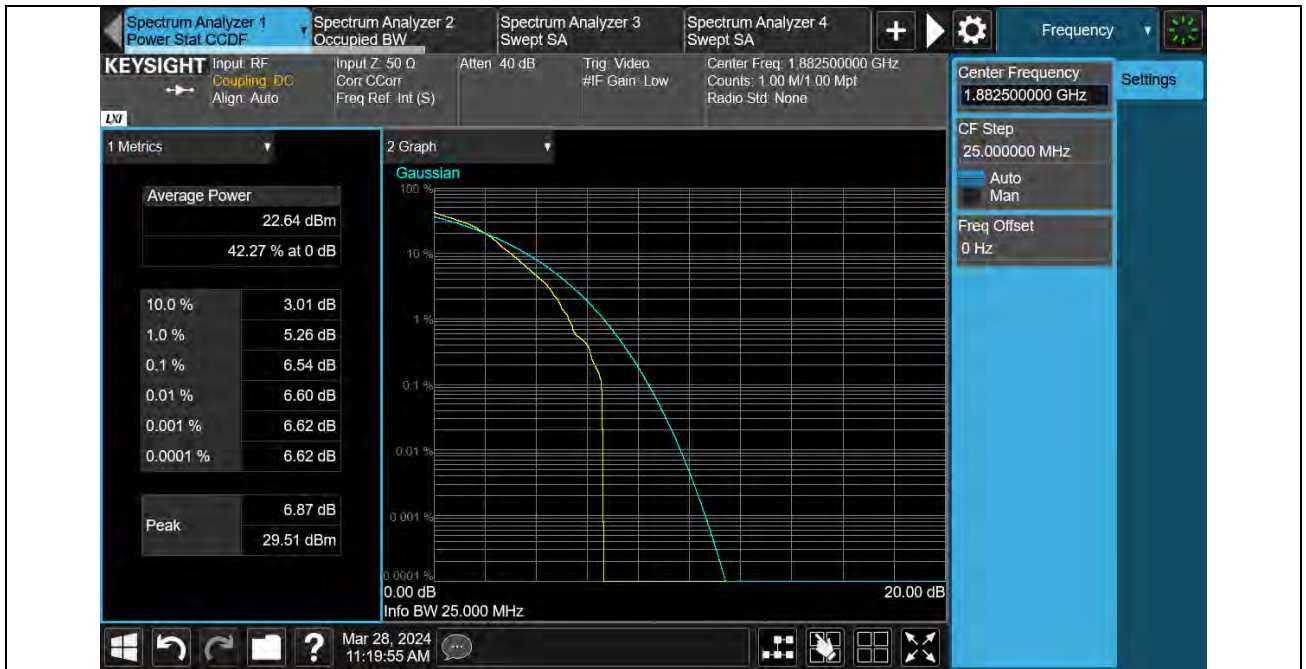 Spectrum Analyzer 1
Power Stat CCDF
Spectrum Analyzer 2
Occupied BW
Spectrum Analyzer 3
Swept SA
Spectrum Analyzer 4
Swept SA
+
Frequency
KEYSIGHT
Input: RF
Coupling: DC
Align: Auto
Input Z: 50 Ω
Corr CCorr
Freq Ref: Int (S)
Atten: 40 dB
Trig: Video
#IF Gain: Low
Center Freq: 1.882500000 GHz
Counts: 1.00 M/1.00 Mpt
Radio Std: None
LXI
Center Frequency
1.882500000 GHz
Settings
CF Step
25.000000 MHz
Auto
Man
Freq Offset
0 Hz
1 Metrics
Average Power
22.64 dBm
42.27 % at 0 dB
10.0 % 3.01 dB
1.0 % 5.26 dB
0.1 % 6.54 dB
0.01 % 6.60 dB
0.001 % 6.62 dB
0.0001 % 6.62 dB
Peak
6.87 dB
29.51 dBm
2 Graph
Gaussian
100 %
10 %
1 %
0.1 %
0.01 %
0.001 %
0.0001 %
0.00 dB
20.00 dB
Info BW 25.000 MHz
?
Mar 28, 2024
11:19:55 AM